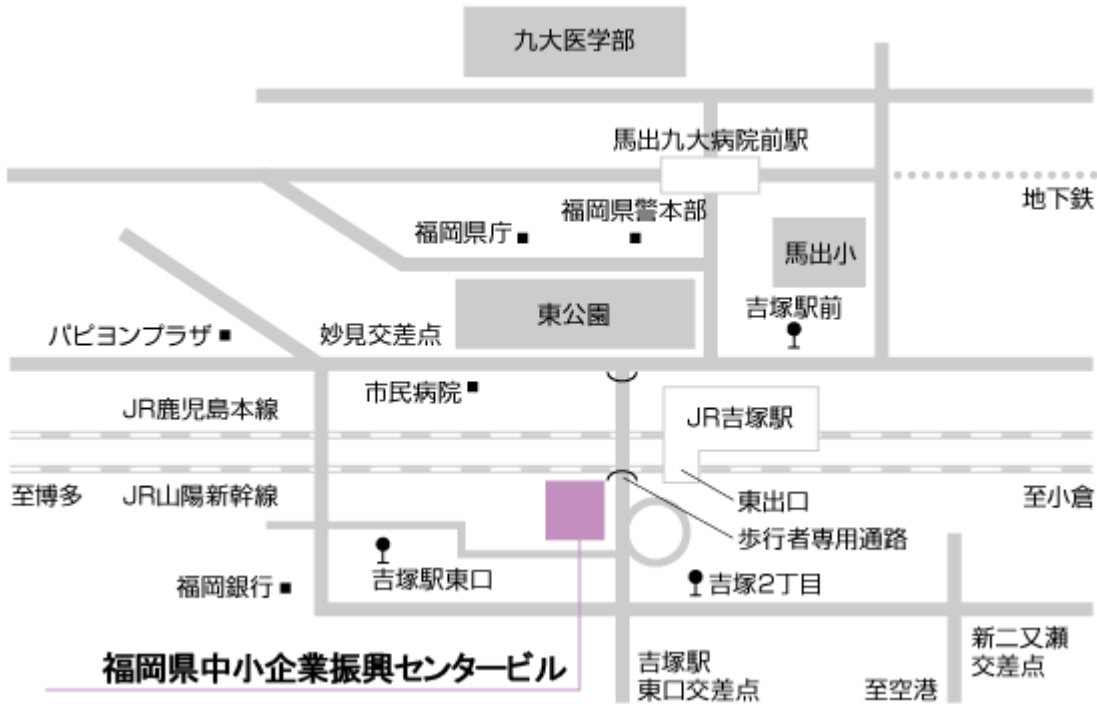 九大医学部
馬出九大病院前駅
地下鉄
福岡県警本部
福岡県庁
馬出小
吉塚駅前
東公園
パピヨンプラザ
妙見交差点
市民病院
JR鹿児島本線
JR吉塚駅
至博多
JR山陽新幹線
東出口
至小倉
歩行者専用通路
吉塚駅東口
福岡銀行
吉塚2丁目
福岡県中小企業振興センタービル
吉塚駅
東口交差点
新二又瀬
交差点
至空港